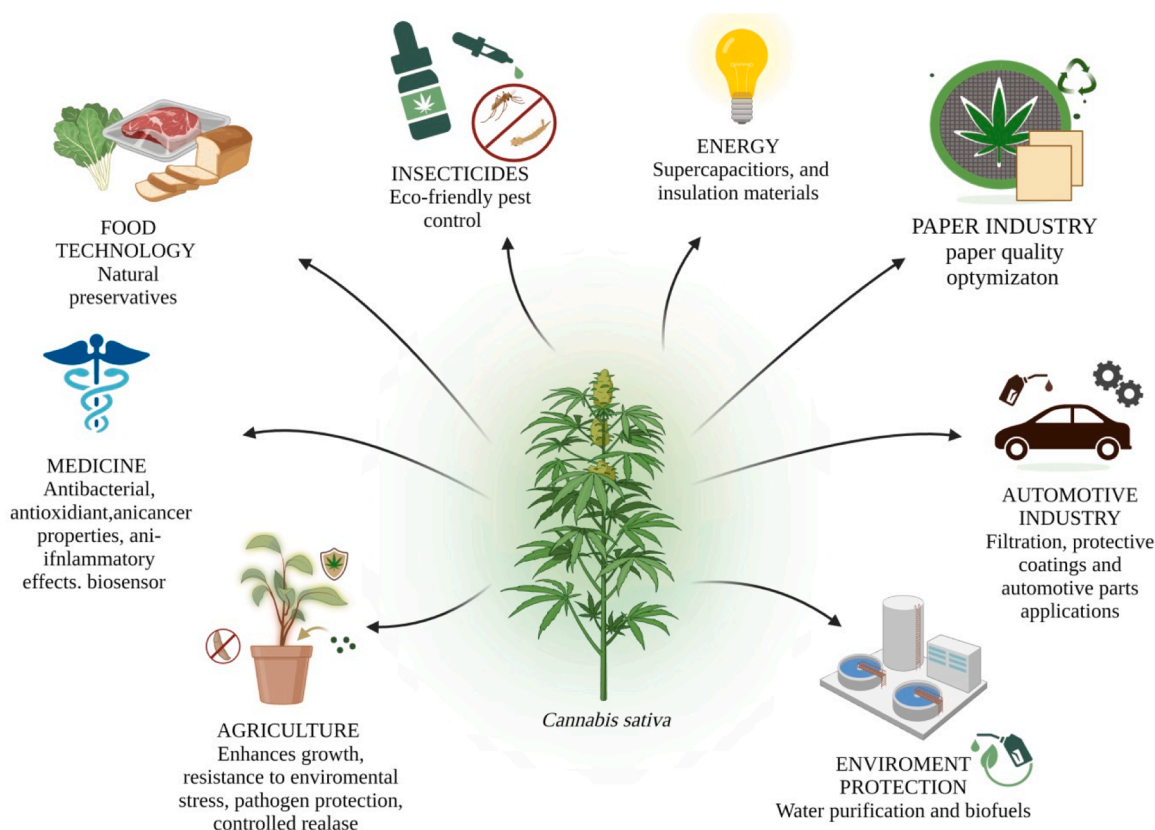 INSECTICIDES
Eco-friendly pest
control
ENERGY
Supercapacitiors, and
insulation materials
PAPER INDUSTRY
paper quality
optymizaton
FOOD
TECHNOLOGY
Natural
preservatives
MEDICINE
Antibacterial,
antioxidiant,anicancer
properties, ani-
ifnlammatory
effects. biosensor
AUTOMOTIVE
INDUSTRY
Filtration, protective
coatings and
automotive parts
applications
Cannabis sativa
AGRICULTURE
Enhances growth,
resistance to enviromental
stress, pathogen protection,
controlled realase
ENVIROMENT
PROTECTION
Water purification and biofuels